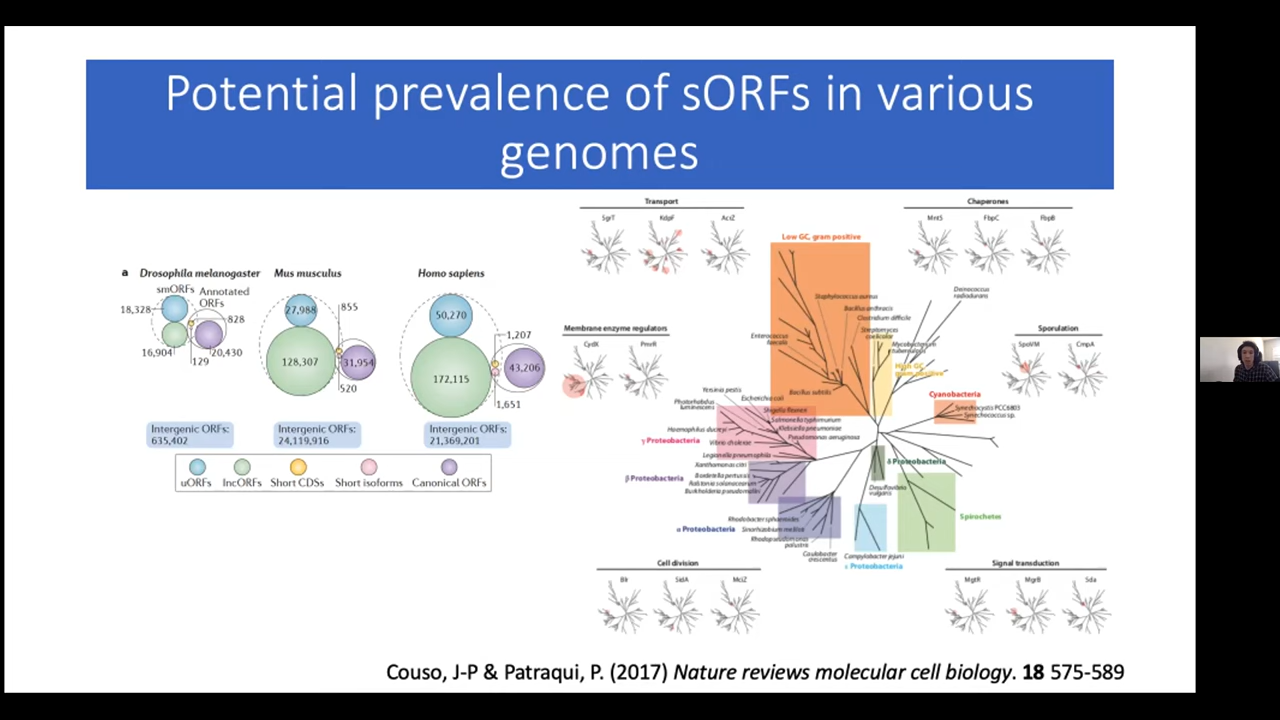 Potential prevalence of sORFs in various
genomes
a Drosophila melanogaster
smORFs
Annotated
ORFs
18,328
828
16,904
129
20,430
Mus musculus
27,988
855
128,307
31,954
520
Homo sapiens
50,270
1,207
172,115
43,206
1,651
Intergenic ORFs:
635,402
Intergenic ORFs:
24,119,916
Intergenic ORFs:
21,369,201
uORFs lncORFs Short CDSs Short isoforms Canonical ORFs
Transport
SgrT KdpF AcrZ
Chaperones
MntS FbpC FbpB
Membrane enzyme regulators
CydX PmrR
Sporulation
SpoVM CmpA
Low GC, gram positive
Staphylococcus aureus
Bacillus anthracis
Clostridium difficile
Streptomyces
coelicolor
Mycobacterium
tuberculosis
Enterococcus
faecalis
Bacillus subtilis
Deinococcus
radiodurans
High GC
gram positive
Cyanobacteria
Synechocystis PCC6803
Synechococcus sp.
Yersinia pestis
Escherichia coli
Photorhabdus
luminescens
Shigella flexneri
Salmonella typhimurium
Haemophilus ducreyi
Klebsiella pneumoniae
Vibrio cholerae
Pseudomonas aeruginosa
γ Proteobacteria
Legionella pneumophila
Xanthomonas citri
β Proteobacteria
Bordetella pertussis
Ralstonia solanacearum
Burkholderia pseudomallei
δ Proteobacteria
Desulfovibrio
vulgaris
Spirochetes
Rhodobacter sphaeroides
α Proteobacteria
Sinorhizobium meliloti
Rhodopseudomonas
palustris
Caulobacter
crescentus
Campylobacter jejuni
ε Proteobacteria
Cell division
Blr SidA MciZ
Signal transduction
MgtR MgrB Sda
Couso, J-P & Patraqui, P. (2017) Nature reviews molecular cell biology. 18 575-589